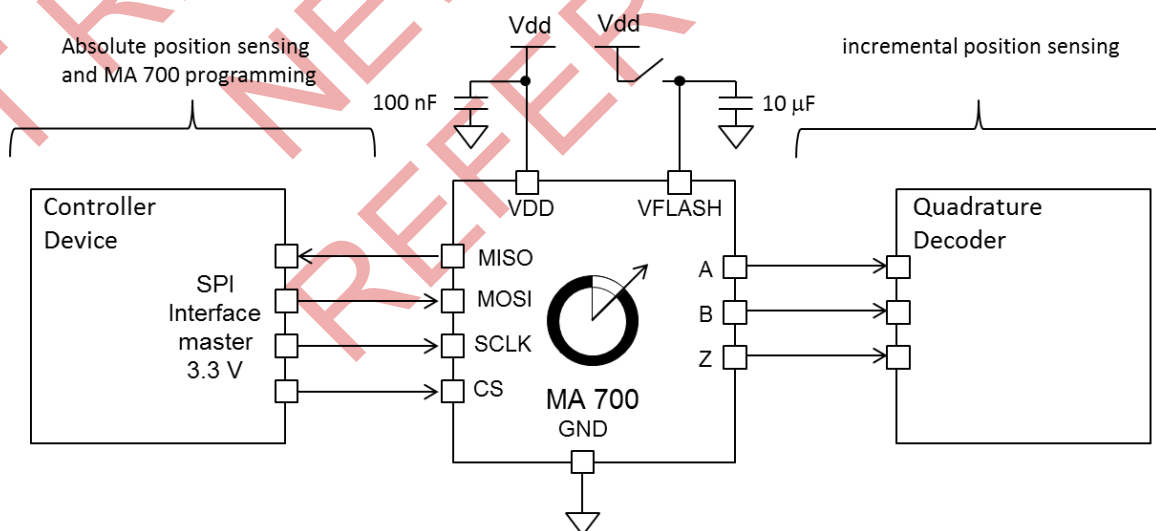 Absolute position sensing
and MA 700 programming
Vdd
Vdd
incremental position sensing
100 nF
10 µF
Controller
Device
SPI
Interface
master
3.3 V
VDD
VFLASH
MISO
MOSI
SCLK
CS
A
B
Z
MA 700
GND
Quadrature
Decoder
REFER